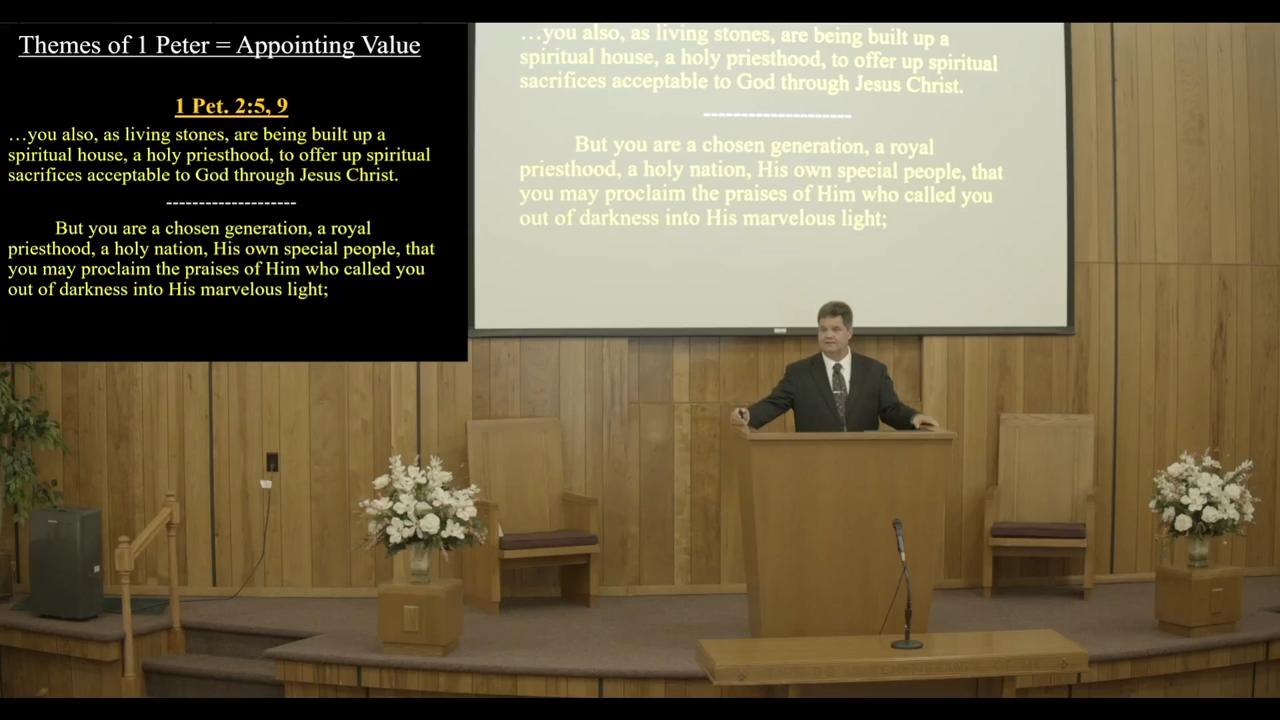 Themes of 1 Peter = Appointing Value
1 Pet. 2:5, 9
…you also, as living stones, are being built up a
spiritual house, a holy priesthood, to offer up spiritual
sacrifices acceptable to God through Jesus Christ.
--------------------
But you are a chosen generation, a royal
priesthood, a holy nation, His own special people, that
you may proclaim the praises of Him who called you
out of darkness into His marvelous light;
…you also, as living stones, are being built up a
spiritual house, a holy priesthood, to offer up spiritual
sacrifices acceptable to God through Jesus Christ.
--------------------
But you are a chosen generation, a royal
priesthood, a holy nation, His own special people, that
you may proclaim the praises of Him who called you
out of darkness into His marvelous light;